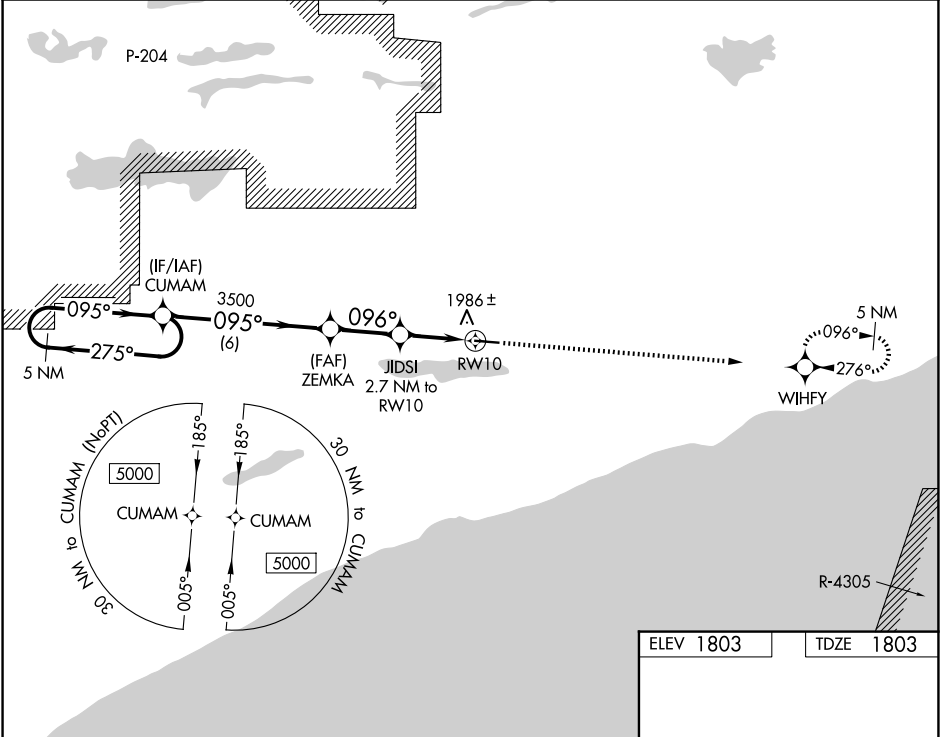 P-204
(IF/IAF)
CUMAM
095°
275°
5 NM
3500
095°
(6)
096°
(FAF)
ZEMKA
JIDSI
2.7 NM to
RW10
1986 ±
RW10
096°
5 NM
276°
WIHFY
30 NM to CUMAM (NoPT)
5000
185°
CUMAM
005°
185°
CUMAM
005°
5000
30 NM to CUMAM
R-4305
ELEV 1803
TDZE 1803